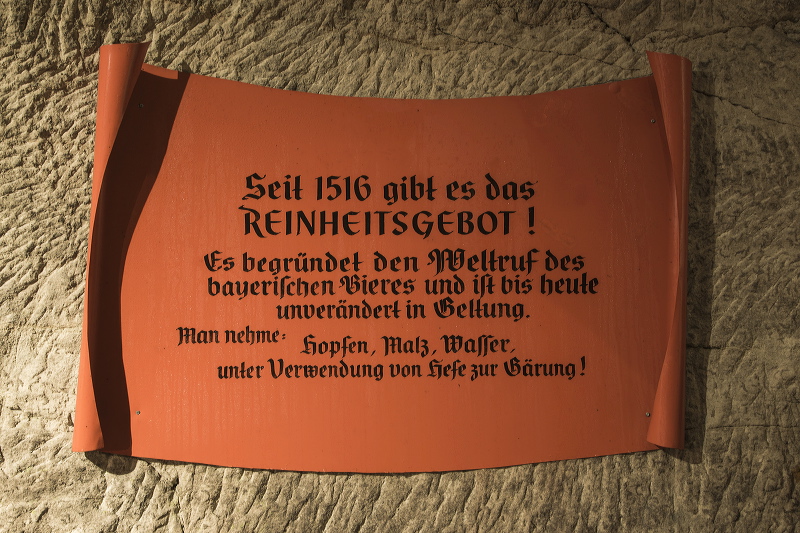 Seit 1516 gibt es das
REINHEITSGEBOT !
Es begründet den Weltruf des
bayeriſchen Bieres und iſt bis heute
unverändert in Geltung.
Man nehme:
Hopfen, Malz, Waſſer,
unter Verwendung von Hefe zur Gärung!